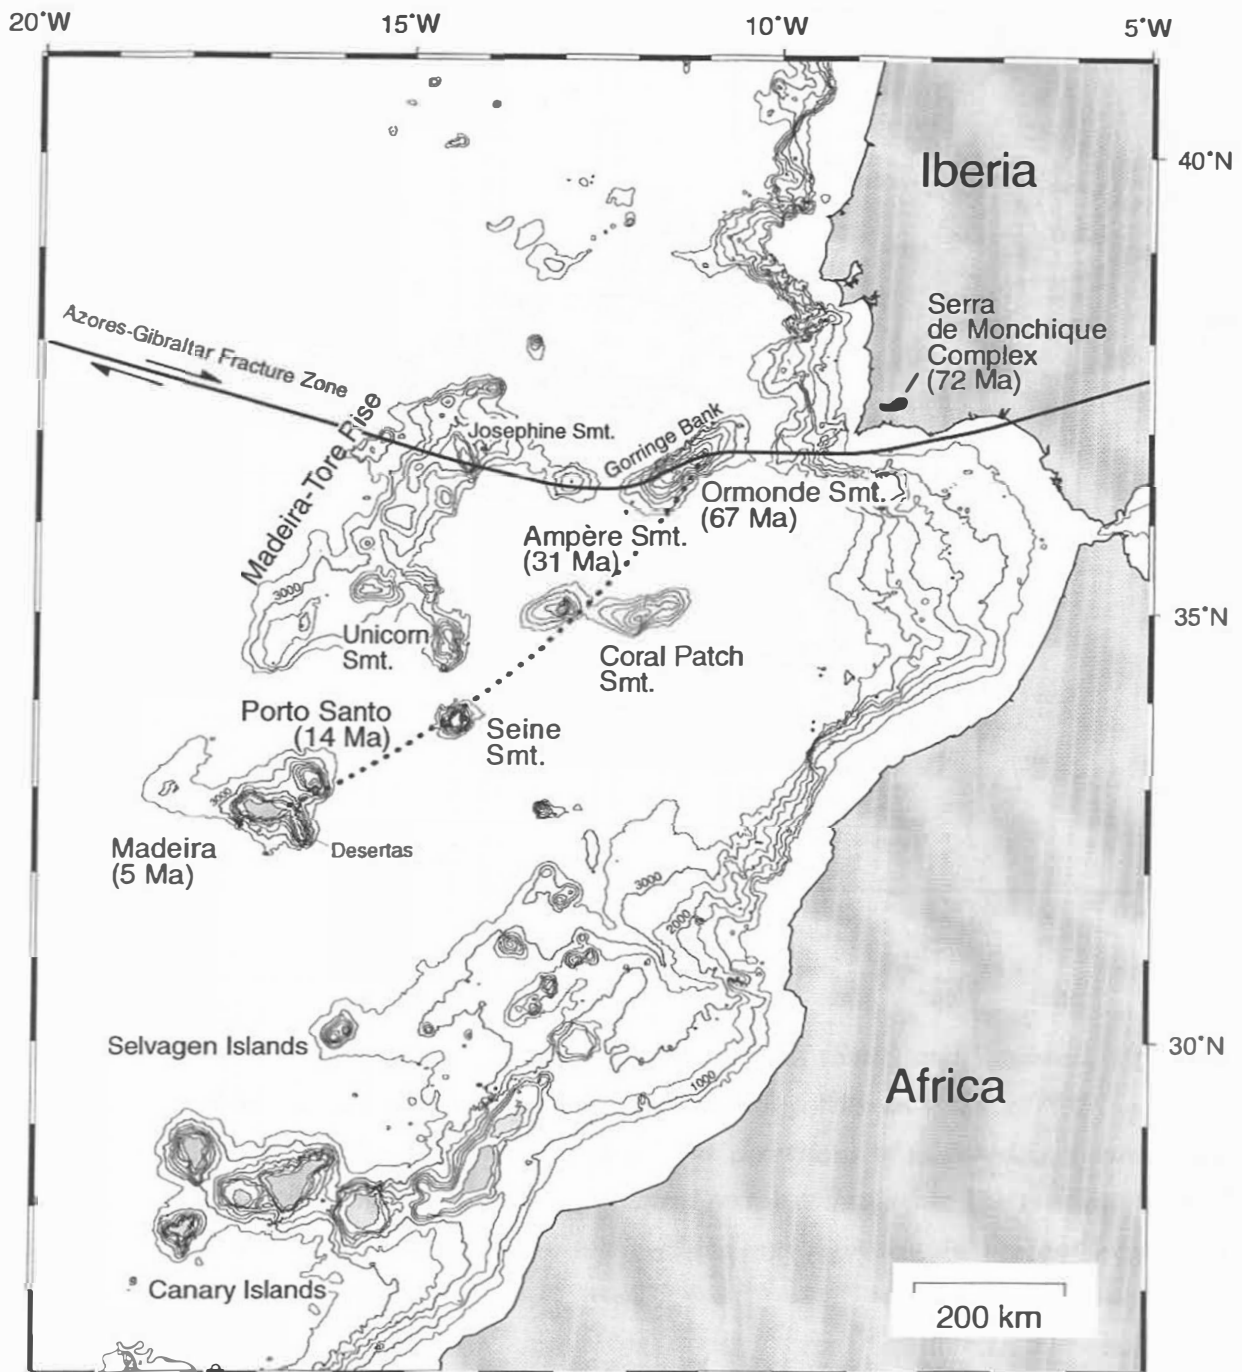 20°W
15°W
10°W
5°W
Iberia
40°N
Azores-Gibraltar Fracture Zone
Serra
de Monchique
Complex
(72 Ma)
Madeira-Tore Rise
Josephine Smt.
Gorringe Bank
Ormonde Smt.
(67 Ma)
Ampère Smt.
(31 Ma)
3000
35°N
Unicorn
Smt.
Coral Patch
Smt.
Porto Santo
(14 Ma)
Seine
Smt.
3000
Madeira
(5 Ma)
Desertas
3000
2000
Selvagen Islands
30°N
1000
Africa
Canary Islands
200 km